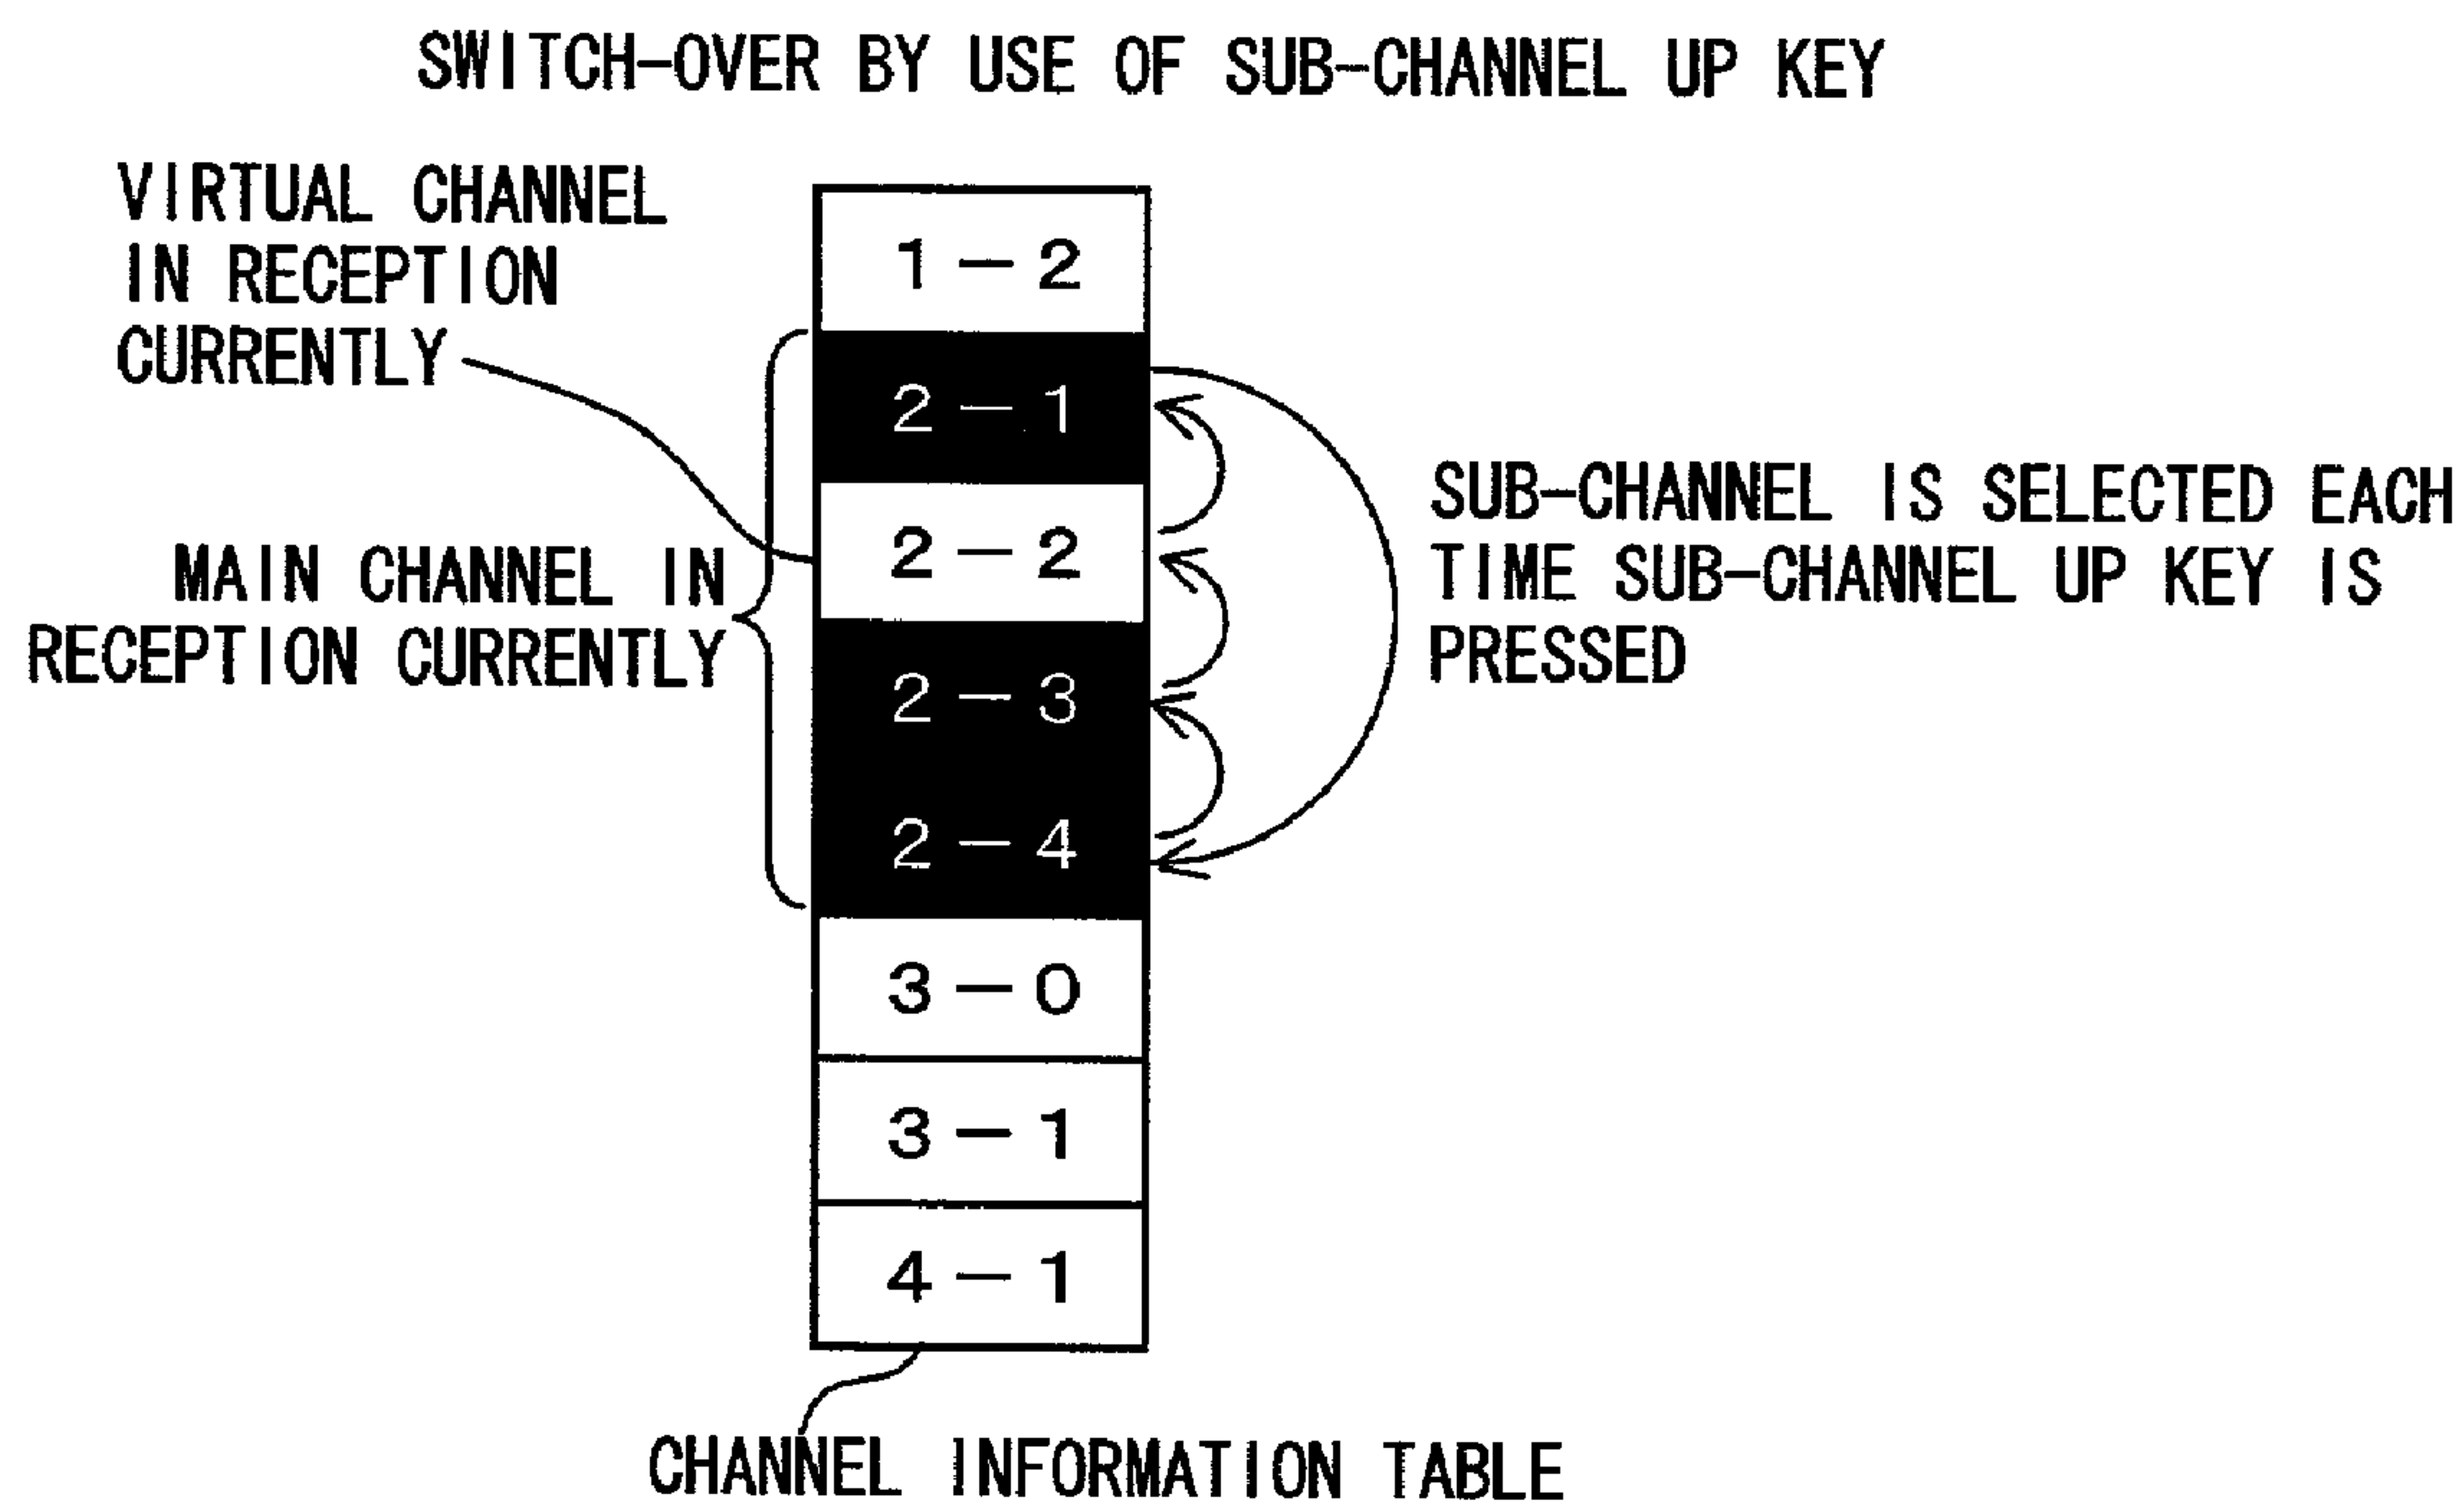 SWITCH-OVER BY USE OF SUB-CHANNEL UP KEY
VIRTUAL CHANNEL
IN RECEPTION
CURRENTLY
MAIN CHANNEL IN
RECEPTION CURRENTLY
1-2
2-1
2-2
2-3
2-4
3-0
3-1
4-1
SUB-CHANNEL IS SELECTED EACH
TIME SUB-CHANNEL UP KEY IS
PRESSED
CHANNEL INFORMATION TABLE